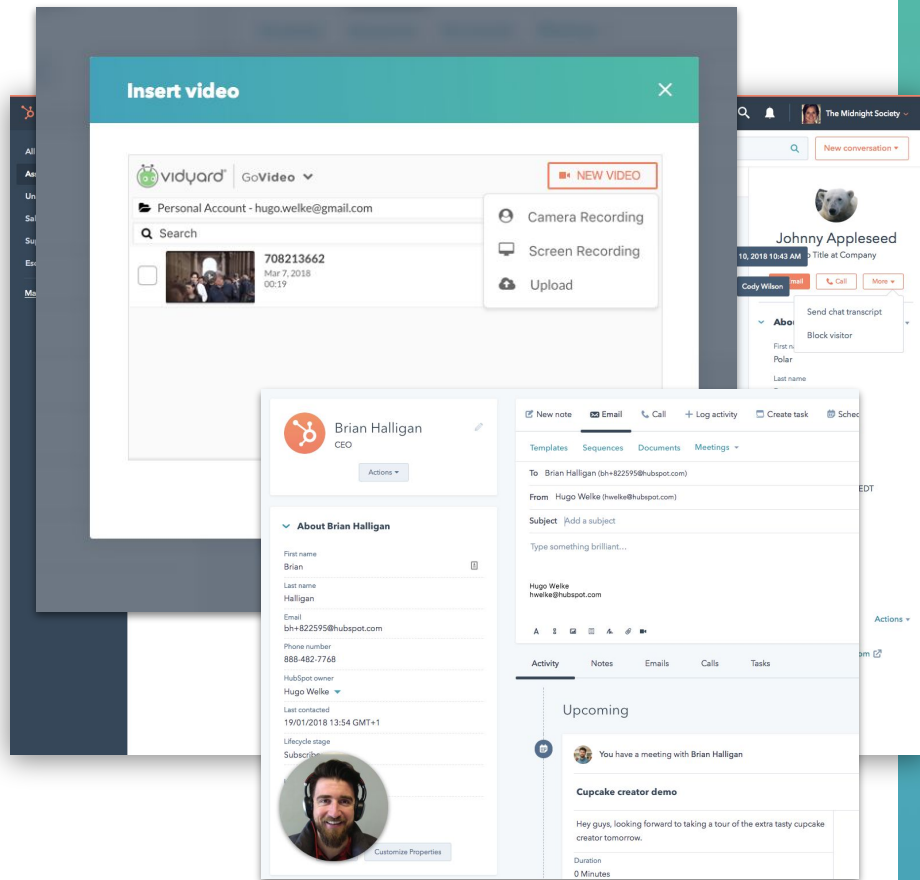 Insert video
vidyard GoVideo
NEW VIDEO
Personal Account - hugo.welke@gmail.com
Search
Camera Recording
Screen Recording
Upload
708213662
Mar 7, 2018
00:19
All
The Midnight Society
New conversation
Johnny Appleseed
Title at Company
10, 2018 10:43 AM
Cody Wilson
Call
More
Send chat transcript
Block visitor
First
Polar
Last name
EDT
Actions
Brian Halligan
CEO
Actions
About Brian Halligan
First name
Brian
Last name
Halligan
Email
bh+822595@hubspot.com
Phone number
888-482-7768
HubSpot owner
Hugo Welke
Last contacted
19/01/2018 13:54 GMT+1
Lifecycle stage
Customize Properties
New note
Email
Call
+ Log activity
Create task
Templates
Sequences
Documents
Meetings
To Brian Halligan (bh+822595@hubspot.com)
From Hugo Welke (hwelke@hubspot.com)
Subject Add a subject
Type something brilliant...
Hugo Welke
hwelke@hubspot.com
Activity
Notes
Emails
Calls
Tasks
Upcoming
You have a meeting with Brian Halligan
Cupcake creator demo
Hey guys, looking forward to taking a tour of the extra tasty cupcake
creator tomorrow.
Duration
0 Minutes